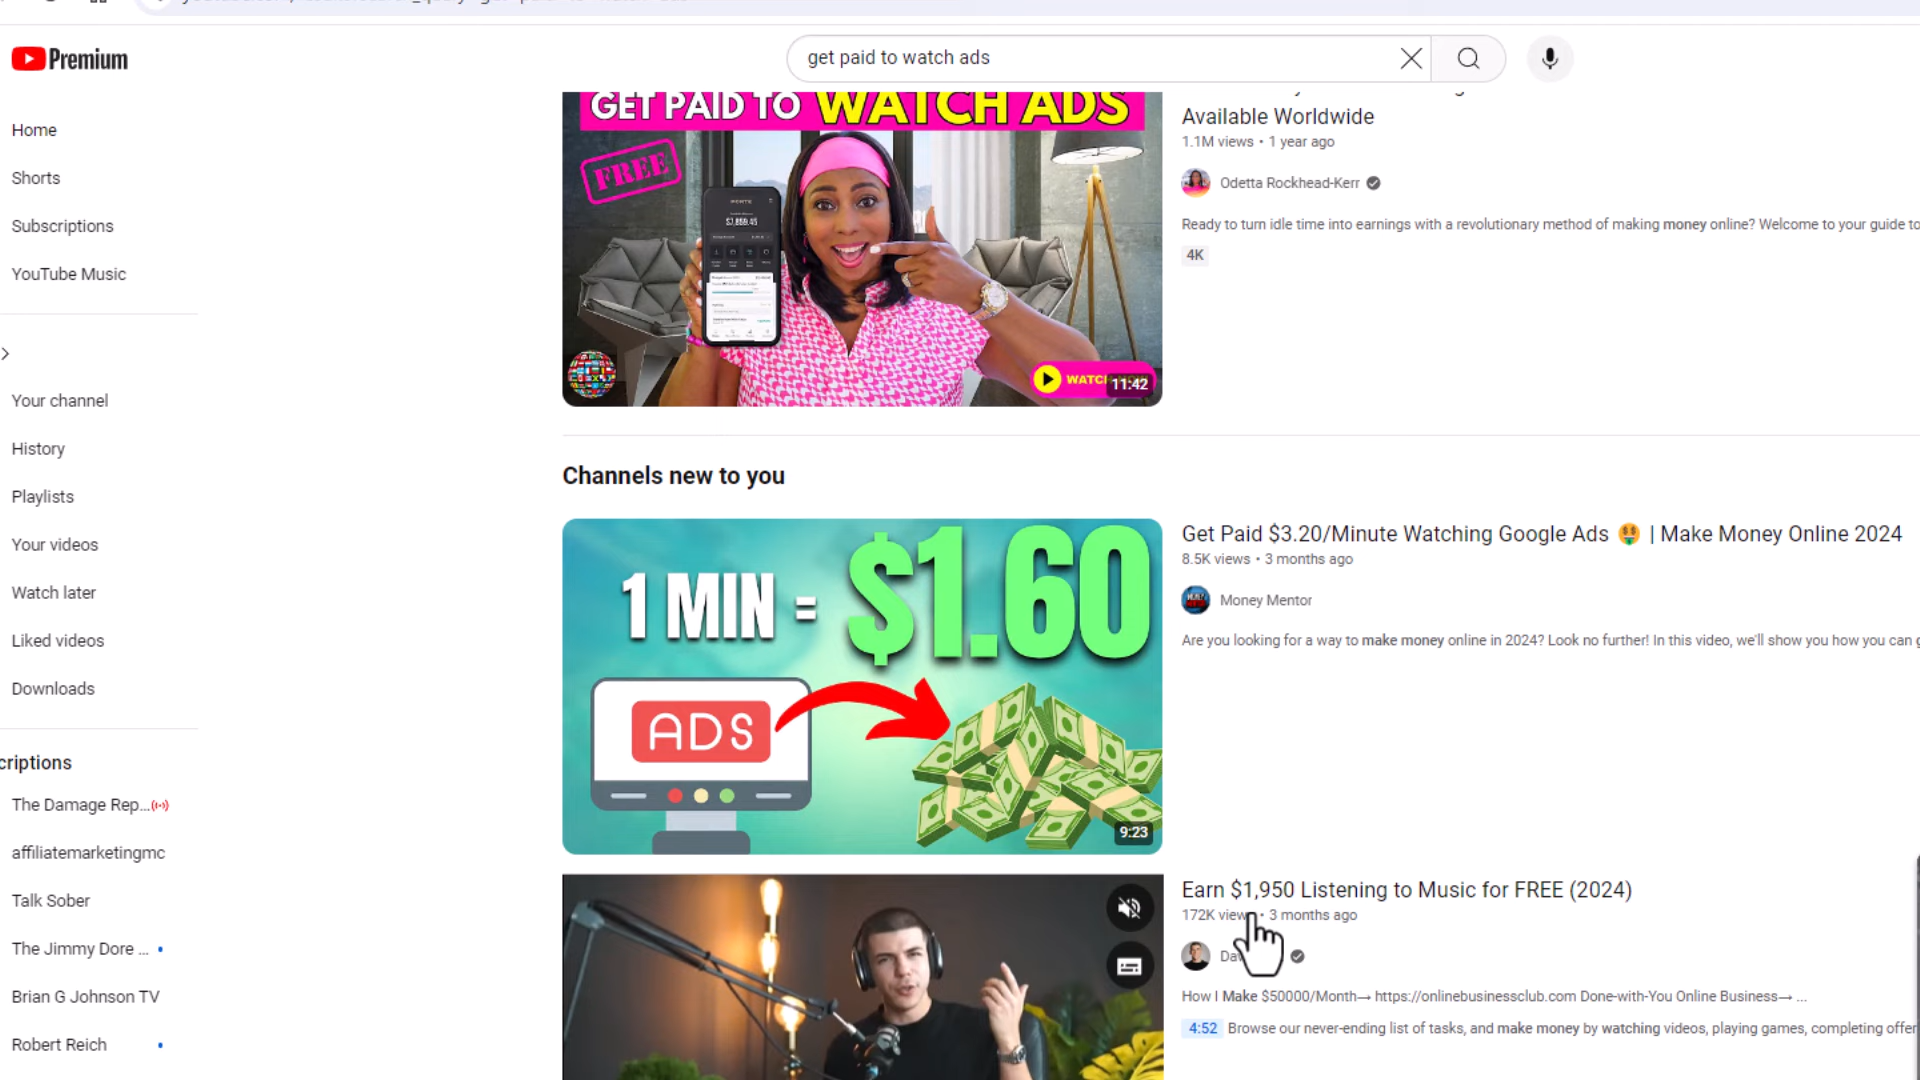 Premium
get paid to watch ads
Home
Shorts
Subscriptions
YouTube Music
Your channel
History
Playlists
Your videos
Watch later
Liked videos
Downloads
criptions
The Damage Rep...
affiliatemarketingmc
Talk Sober
The Jimmy Dore ...
Brian G Johnson TV
Robert Reich
GET PAID TO WATCH ADS
FREE
$7,869.45
WATCH
11:42
Available Worldwide
1.1M views • 1 year ago
Odetta Rockhead-Kerr
Ready to turn idle time into earnings with a revolutionary method of making money online? Welcome to your guide to
4K
Channels new to you
1 MIN = $1.60
ADS
9:23
Get Paid $3.20/Minute Watching Google Ads 🤑 | Make Money Online 2024
8.5K views • 3 months ago
Money Mentor
Are you looking for a way to make money online in 2024? Look no further! In this video, we'll show you how you can
Earn $1,950 Listening to Music for FREE (2024)
172K views • 3 months ago
How I Make $50000/Month→ https://onlinebusinessclub.com Done-with-You Online Business→ ...
4:52 Browse our never-ending list of tasks, and make money by watching videos, playing games, completing offer